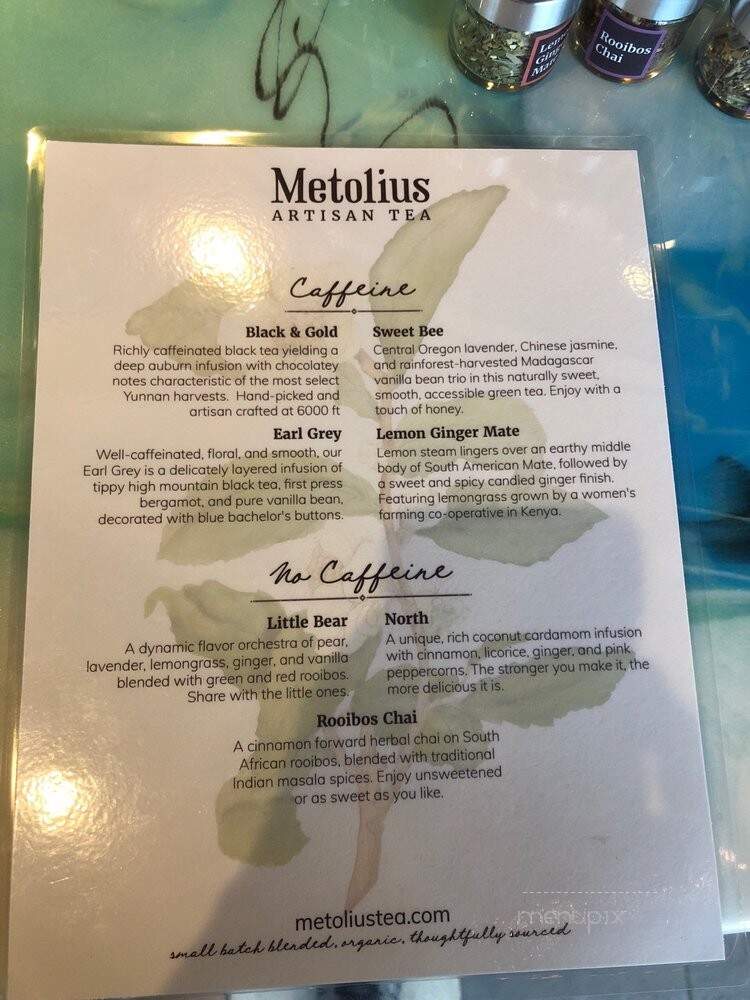 Lemo
Ging
Mat
Rooibos
Chai
Metolius
ARTISAN TEA
Caffeine
Black & Gold
Richly caffeinated black tea yielding a
deep auburn infusion with chocolatey
notes characteristic of the most select
Yunnan harvests. Hand-picked and
artisan crafted at 6000 ft
Sweet Bee
Central Oregon lavender, Chinese jasmine,
and rainforest-harvested Madagascar
vanilla bean trio in this naturally sweet,
smooth, accessible green tea. Enjoy with a
touch of honey.
Earl Grey
Well-caffeinated, floral, and smooth, our
Earl Grey is a delicately layered infusion of
tippy high mountain black tea, first press
bergamot, and pure vanilla bean,
decorated with blue bachelor's buttons.
Lemon Ginger Mate
Lemon steam lingers over an earthy middle
body of South American Mate, followed by
a sweet and spicy candied ginger finish.
Featuring lemongrass grown by a women's
farming co-operative in Kenya.
No Caffeine
Little Bear
A dynamic flavor orchestra of pear,
lavender, lemongrass, ginger, and vanilla
blended with green and red rooibos.
Share with the little ones.
North
A unique, rich coconut cardamom infusion
with cinnamon, licorice, ginger, and pink
peppercorns. The stronger you make it, the
more delicious it is.
Rooibos Chai
A cinnamon forward herbal chai on South
African rooibos, blended with traditional
Indian masala spices. Enjoy unsweetened
or as sweet as you like.
metoliustea.com
small batch blended, organic, thoughtfully sourced
menupix